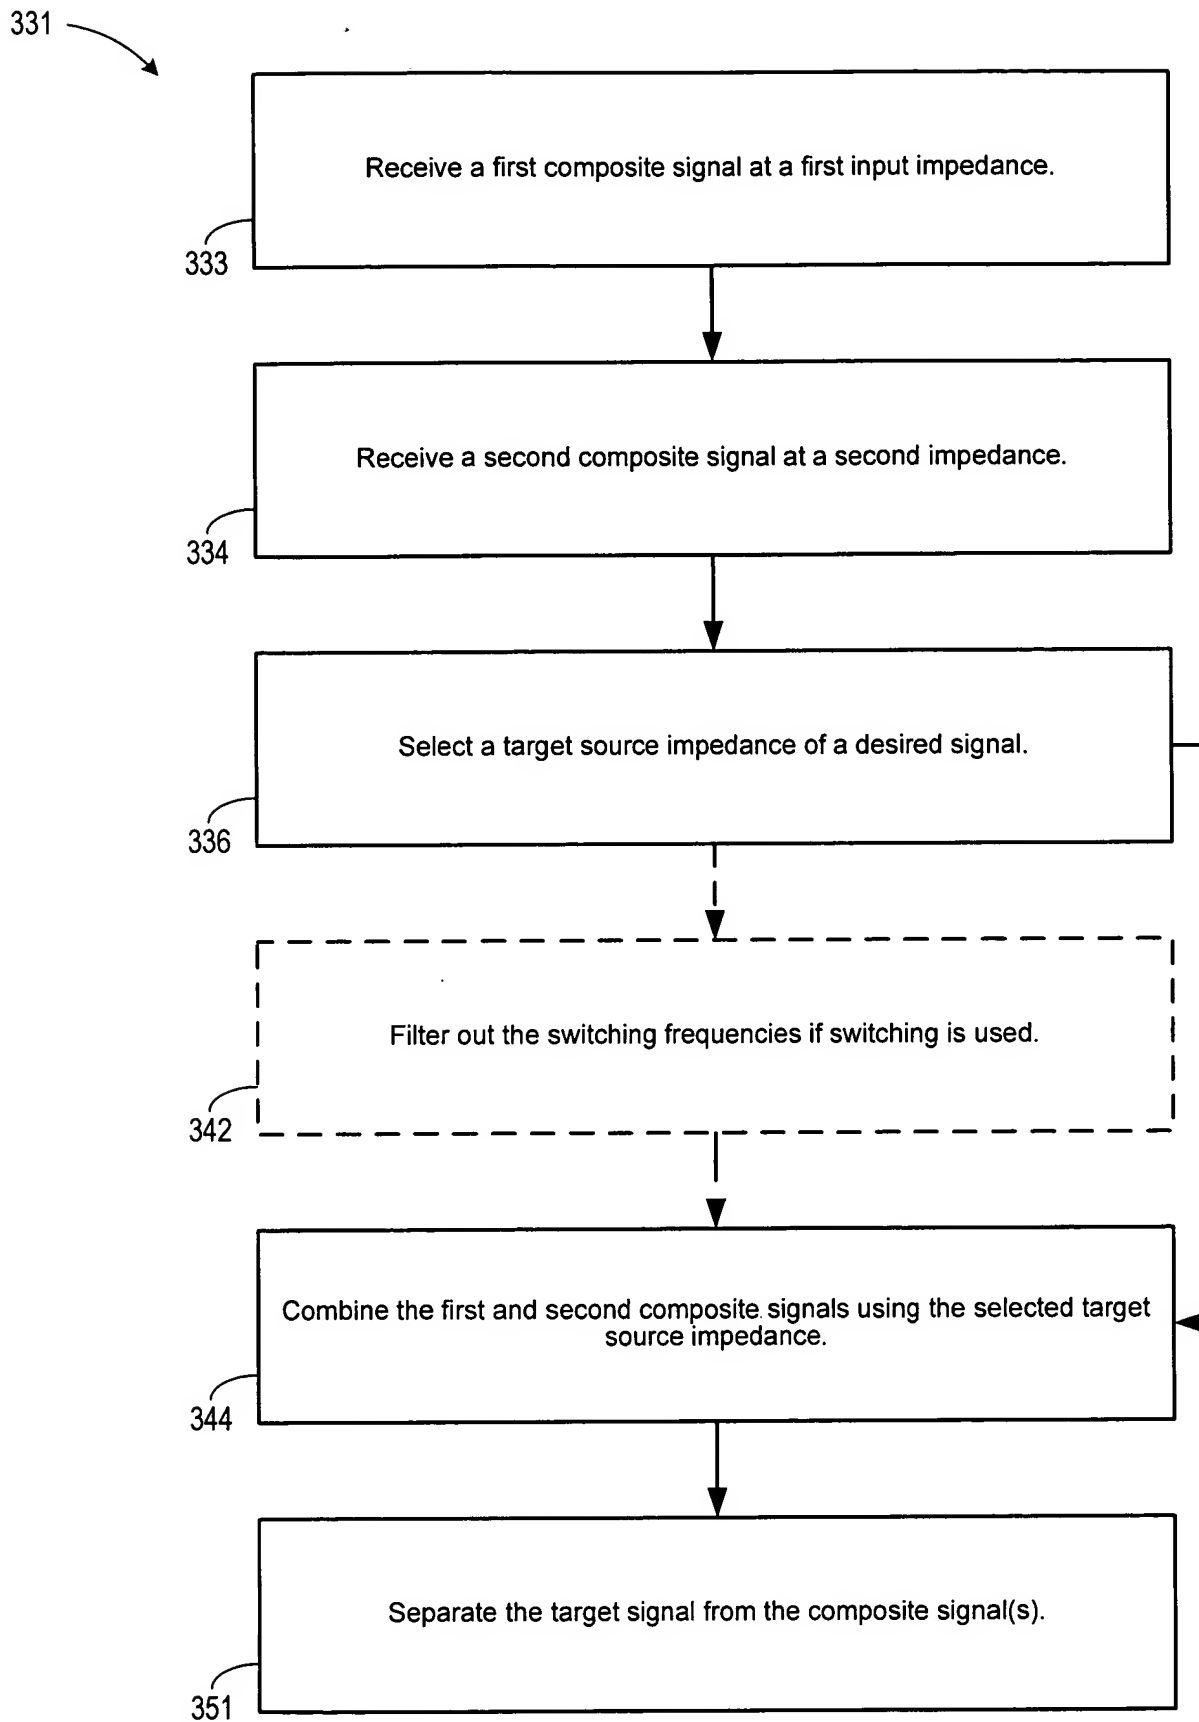 331
Receive a first composite signal at a first input impedance.
333
Receive a second composite signal at a second impedance.
334
Select a target source impedance of a desired signal.
336
Filter out the switching frequencies if switching is used.
342
Combine the first and second composite signals using the selected target
source impedance.
344
Separate the target signal from the composite signal(s).
351